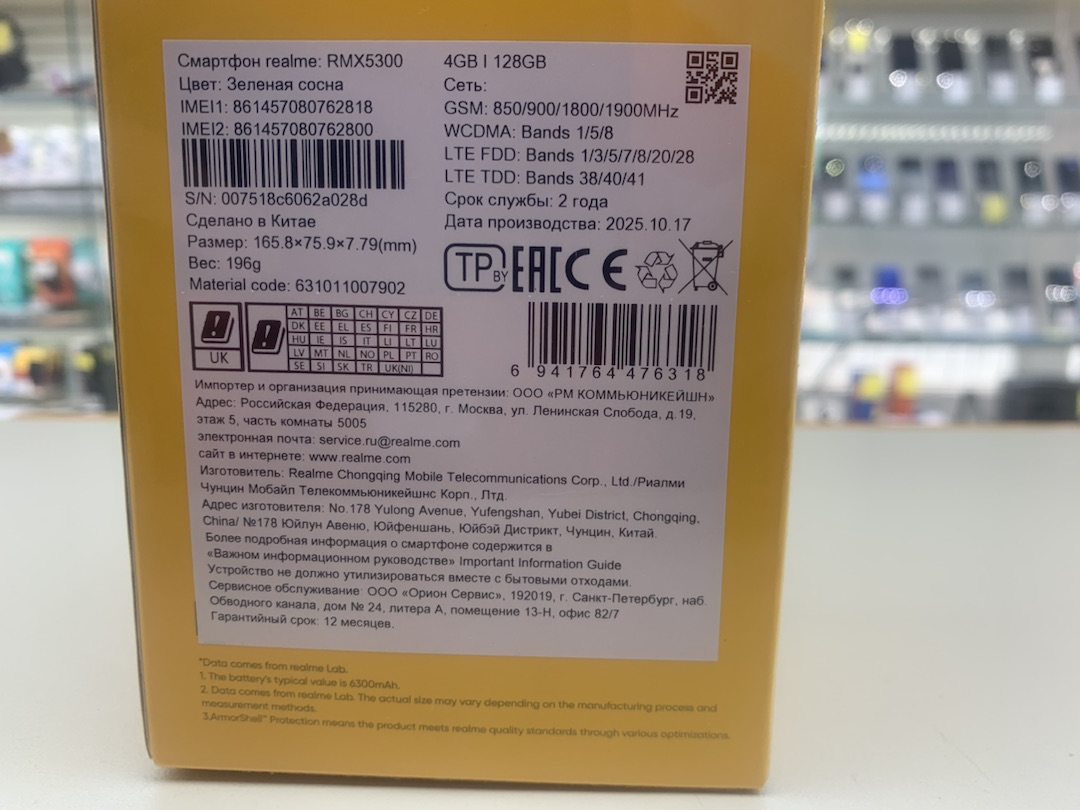 Смартфон realme: RMX5300
Цвет: Зеленая сосна
IMEI1: 861457080762818
IMEI2: 861457080762800
S/N: 007518c6062a028d
Сделано в Китае
Размер: 165.8×75.9×7.79(mm)
Вес: 196g
Material code: 631011007902
4GB | 128GB
Сеть:
GSM: 850/900/1800/1900MHz
WCDMA: Bands 1/5/8
LTE FDD: Bands 1/3/5/7/8/20/28
LTE TDD: Bands 38/40/41
Срок службы: 2 года
Дата производства: 2025.10.17
TP BY EAC CE
UK
AT BE BG CH CY CZ DE
DK EE EL ES FI FR HR
HU IE IS IT LI LT LU
LV MT NL NO PL PT RO
SE SI SK TR UK(NI)
6 941764 476318
Импортер и организация принимающая претензии: ООО «РМ КОММЬЮНИКЕЙШН»
Адрес: Российская Федерация, 115280, г. Москва, ул. Ленинская Слобода, д.19,
этаж 5, часть комнаты 5005
электронная почта: service.ru@realme.com
сайт в интернете: www.realme.com
Изготовитель: Realme Chongqing Mobile Telecommunications Corp., Ltd./Риалми
Чунцин Мобайл Телекоммьюникейшнс Корп., Лтд.
Адрес изготовителя: No.178 Yulong Avenue, Yufengshan, Yubei District, Chongqing,
China/ №178 Юйлун Авеню, Юйфеншань, Юйбэй Дистрикт, Чунцин, Китай.
Более подробная информация о смартфоне содержится в
«Важном информационном руководстве» Important Information Guide
Устройство не должно утилизироваться вместе с бытовыми отходами.
Сервисное обслуживание: ООО «Орион Сервис», 192019, г. Санкт-Петербург, наб.
Обводного канала, дом № 24, литера А, помещение 13-Н, офис 82/7
Гарантийный срок: 12 месяцев.
*Data comes from realme Lab.
1. The battery's typical value is 6300mAh.
2. Data comes from realme Lab. The actual size may vary depending on the manufacturing process and
measurement methods.
3.ArmorShell™ Protection means the product meets realme quality standards through various optimizations.